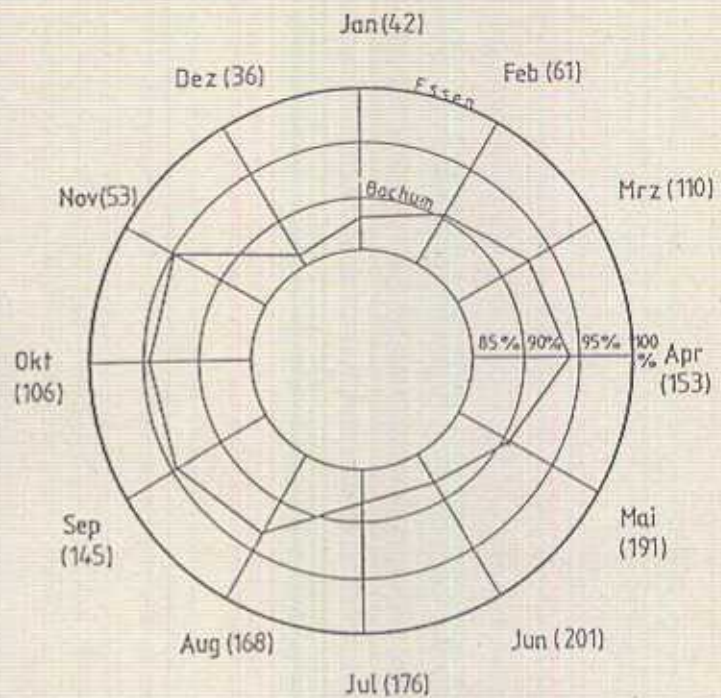 Jan (42)
Feb (61)
Mrz (110)
Apr
(153)
Mai
(191)
Jun (201)
Jul (176)
Aug (168)
Sep
(145)
Okt
(106)
Nov (53)
Dez (36)
Essen
Bochum
85% 90% 95% 100
%